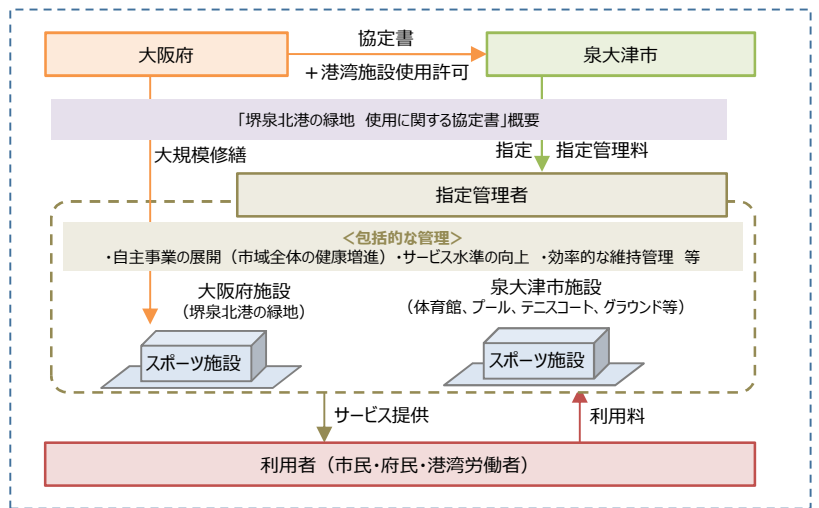 大阪府
協定書
＋港湾施設使用許可
泉大津市
「堺泉北港の緑地　使用に関する協定書」概要
大規模修繕
指定
指定管理料
指定管理者
＜包括的な管理＞
・自主事業の展開（市域全体の健康増進）・サービス水準の向上　・効率的な維持管理　等
大阪府施設
（堺泉北港の緑地）
泉大津市施設
（体育館、プール、テニスコート、グラウンド等）
スポーツ施設
スポーツ施設
サービス提供
利用料
利用者（市民・府民・港湾労働者）